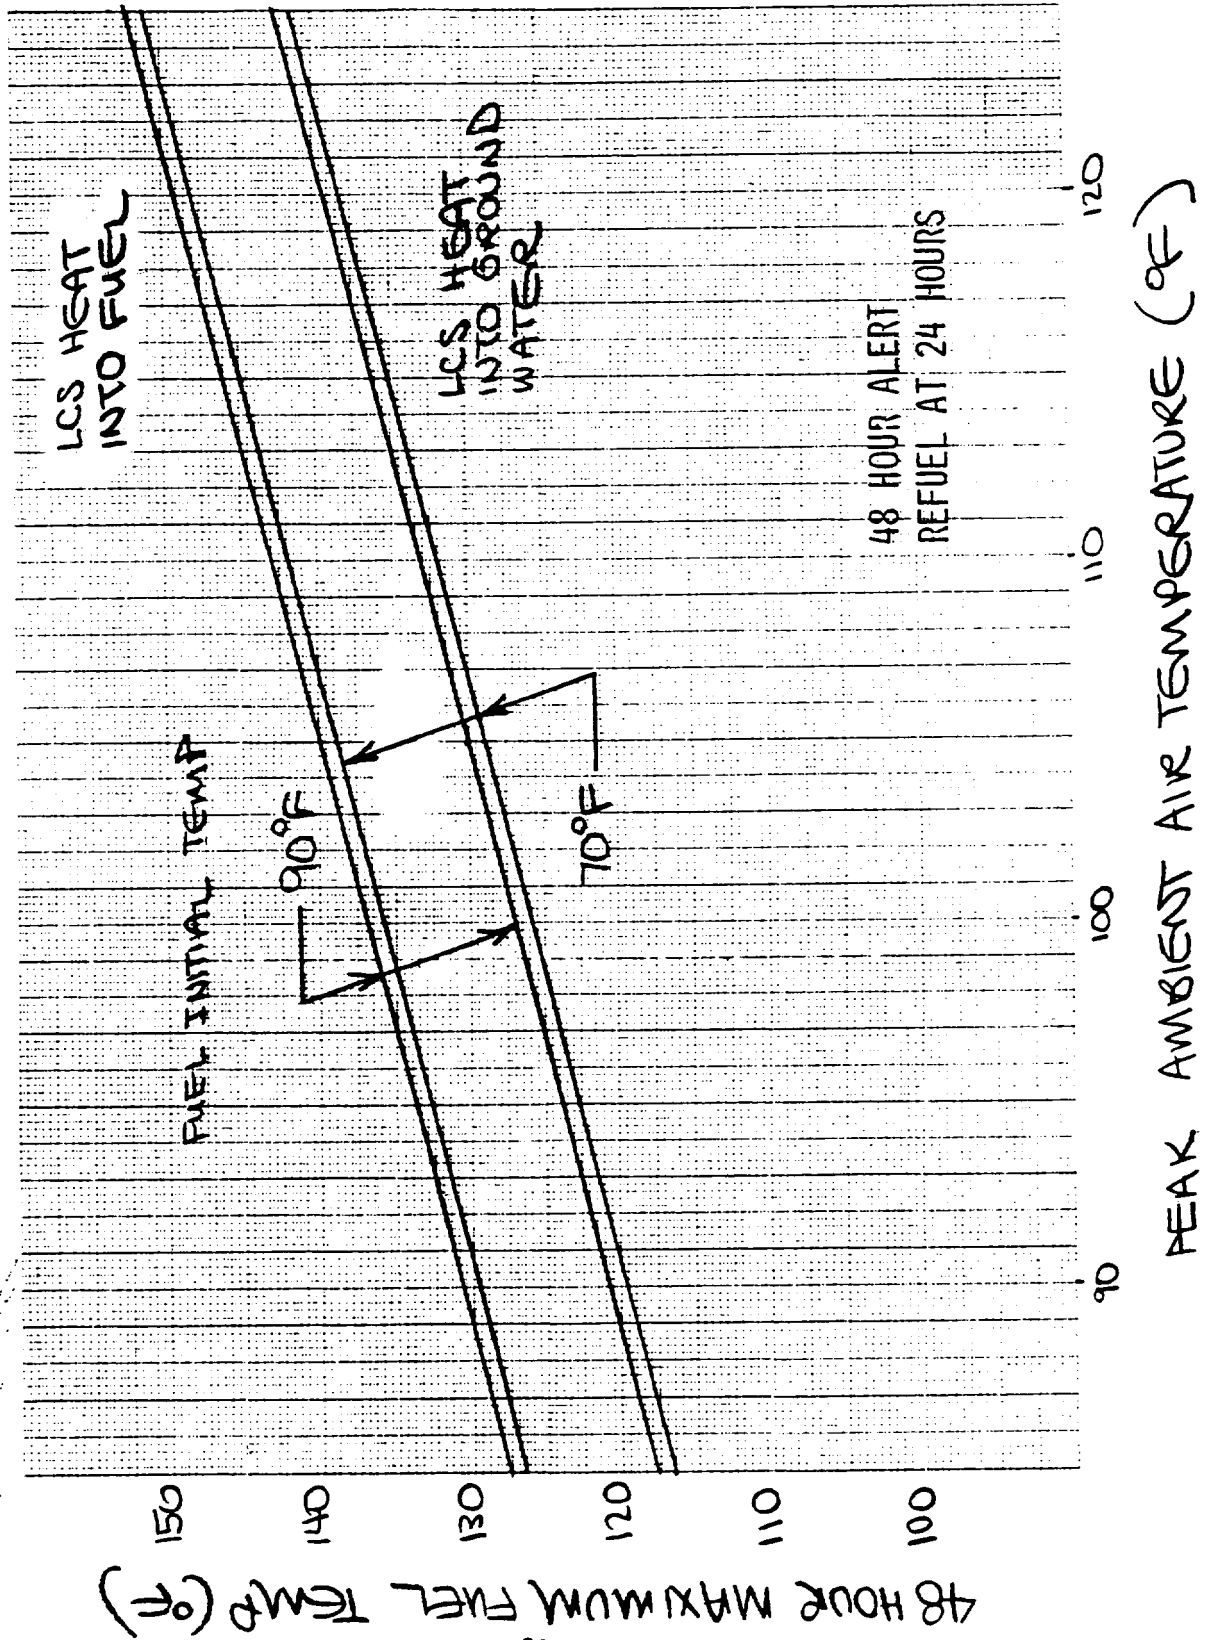 LCS HEAT
INTO FUEL
LCS HEAT
INTO GROUND
WATER
FUEL INITIAL TEMP
90°F
70°F
48 HOUR ALERT
REFUEL AT 24 HOURS
150
140
130
120
110
100
48 HOUR MAXIMUM FUEL TEMP (°F)
90
100
110
120
PEAK AMBIENT AIR TEMPERATURE (°F)